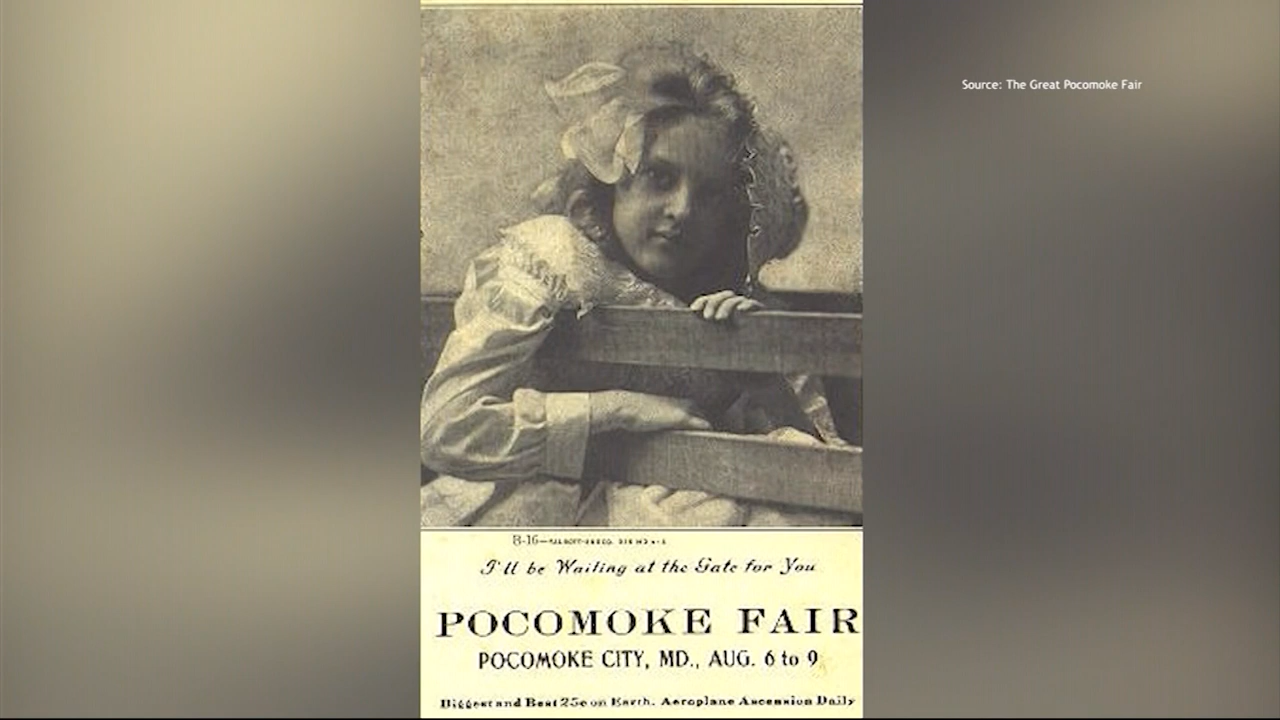 Source: The Great Pocomoke Fair
B-16—
I'll be Waiting at the Gate for You
POCOMOKE FAIR
POCOMOKE CITY, MD., AUG. 6 to 9
Biggest and Best 25c on Earth. Aeroplane Ascension Daily